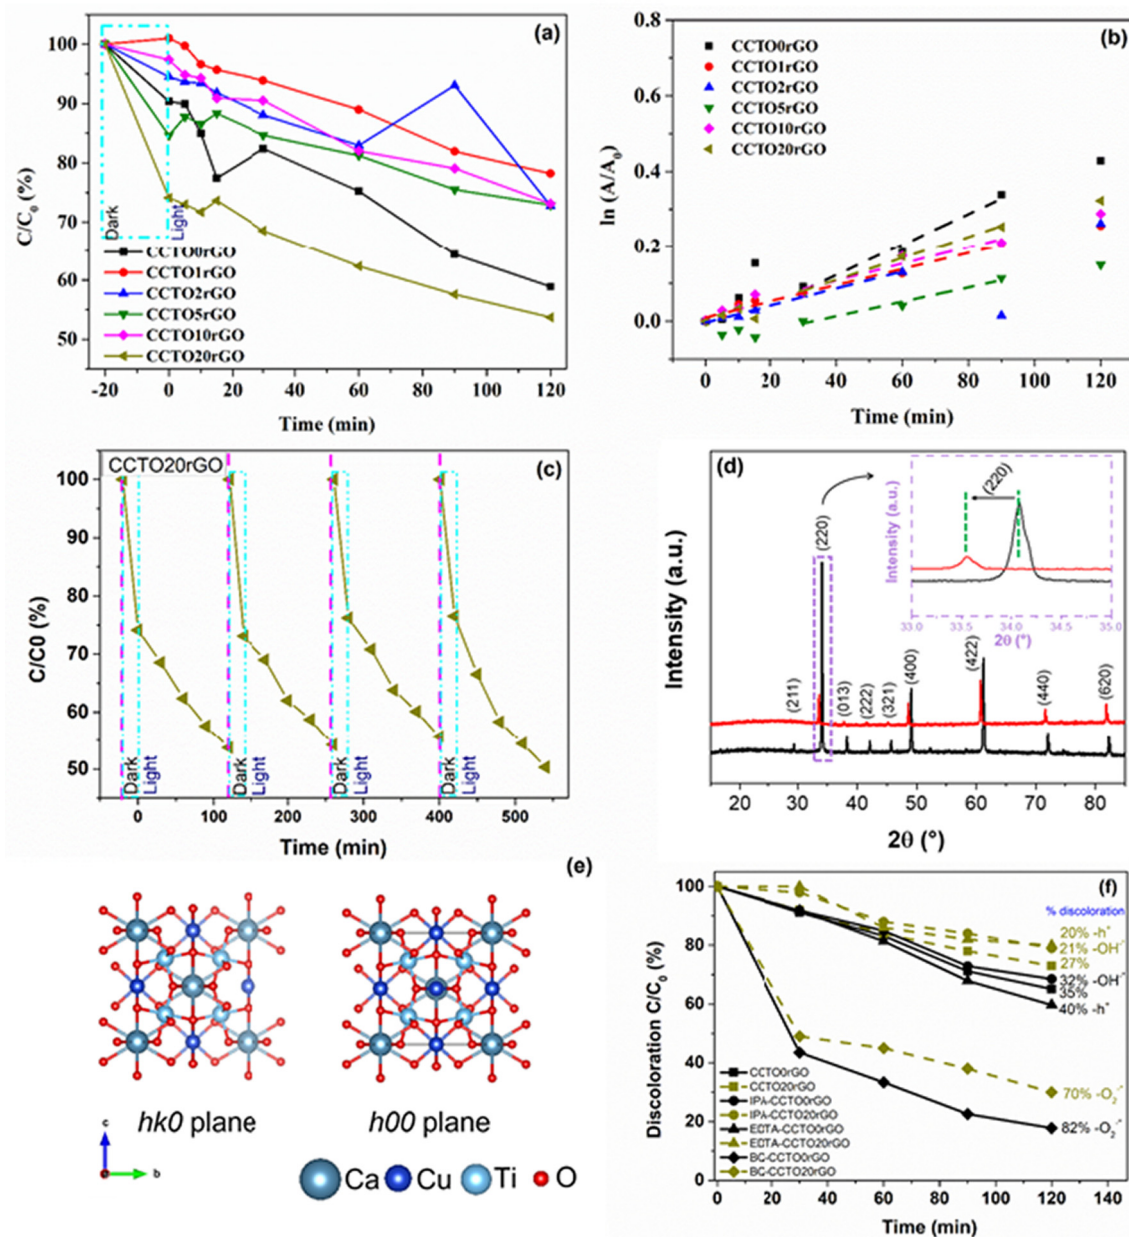 (a)
100
90
80
70
60
50
C/C0 (%)
Dark
Light
CCTO0rGO
CCTO1rGO
CCTO2rGO
CCTO5rGO
CCTO10rGO
CCTO20rGO
-20 0 15 30 60 90 120
Time (min)
(b)
0.8
0.6
0.4
0.2
0.0
ln (A/A0)
CCTO0rGO
CCTO1rGO
CCTO2rGO
CCTO5rGO
CCTO10rGO
CCTO20rGO
0 20 40 60 80 100 120
Time (min)
CCTO20rGO
(c)
100
90
80
70
60
50
C/C0 (%)
Dark
Light
Dark
Light
Dark
Light
Dark
Light
0 100 200 300 400 500
Time (min)
(d)
Intensity (a.u.)
(211)
(220)
(013)
(222)
(321)
(400)
(422)
(440)
(620)
20 30 40 50 60 70 80
2θ (°)
Intensity (a.u.)
(220)
33.0 33.5 34.0 34.5 35.0
2θ (°)
(e)
hk0 plane
h00 plane
c
b
Ca Cu Ti O
(f)
100
80
60
40
20
0
Discoloration C/C0 (%)
% discoloration
20% -h+
21% -OH-*
27%
32% -OH-*
35%
40% -h+
70% -O2-*
82% -O2-*
CCTO0rGO
CCTO20rGO
IPA-CCTO0rGO
IPA-CCTO20rGO
EDTA-CCTO0rGO
EDTA-CCTO20rGO
BQ-CCTO0rGO
BQ-CCTO20rGO
0 20 40 60 80 100 120 140
Time (min)